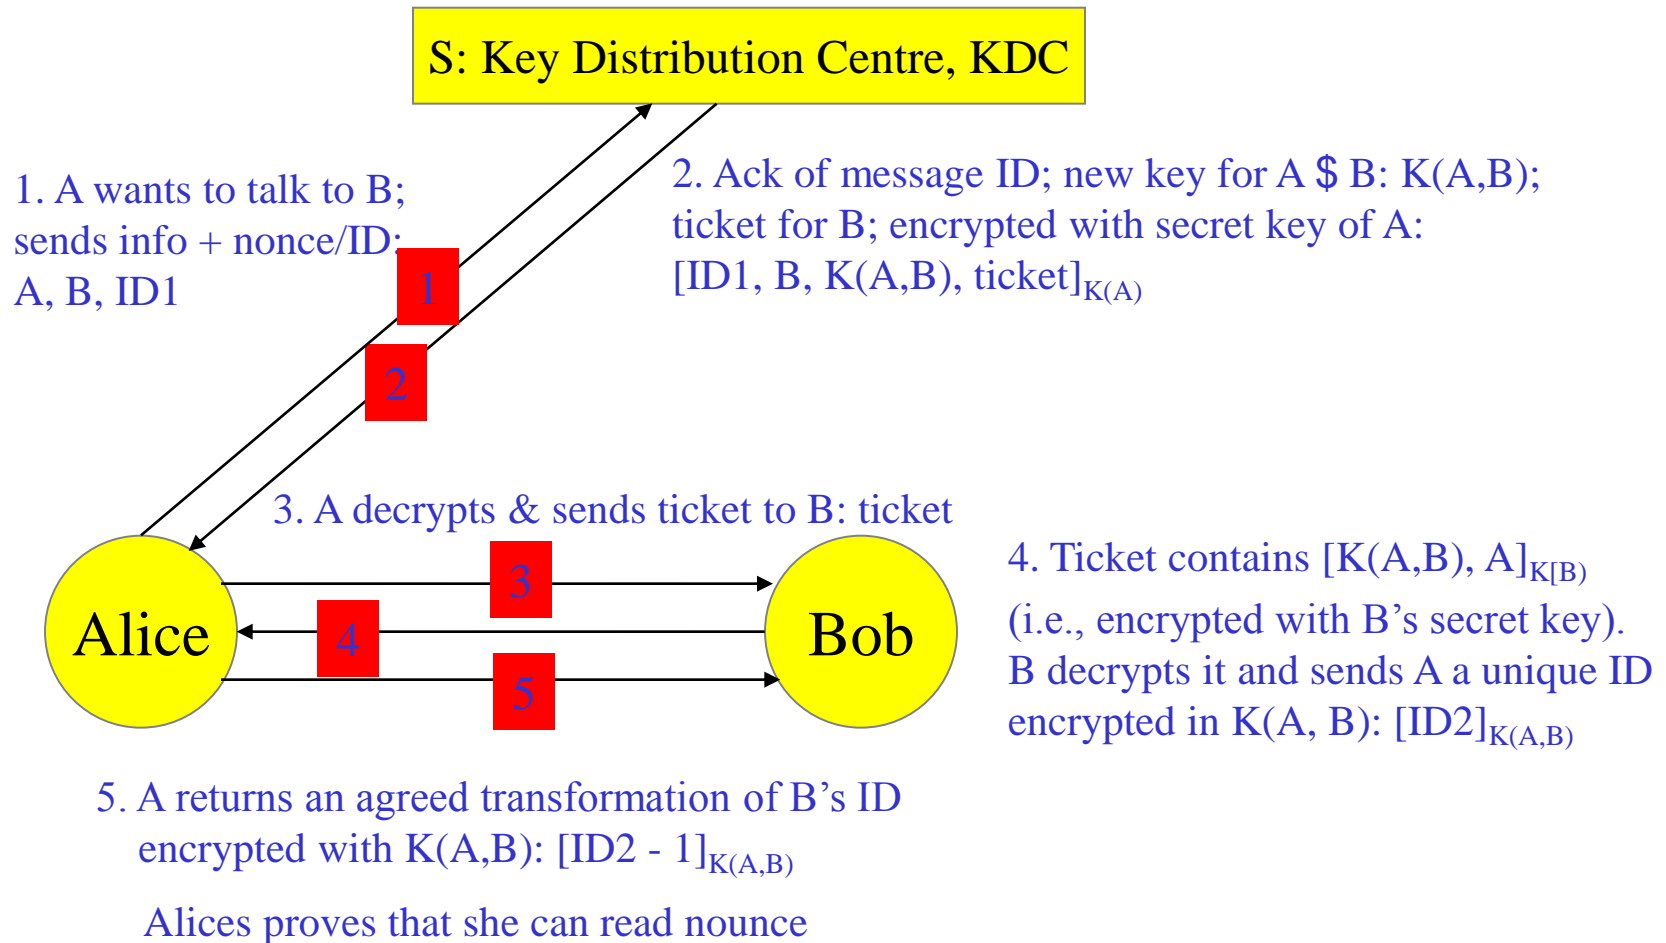 S: Key Distribution Centre, KDC
1. A wants to talk to B;
sends info + nonce/ID:
A, B, ID1
2. Ack of message ID; new key for A $ B: K(A,B);
ticket for B; encrypted with secret key of A:
[ID1, B, K(A,B), ticket]K(A)
1
2
3. A decrypts & sends ticket to B: ticket
3
4
5
Alice
Bob
4. Ticket contains [K(A,B), A]K[B)
(i.e., encrypted with B’s secret key).
B decrypts it and sends A a unique ID
encrypted in K(A, B): [ID2]K(A,B)
5. A returns an agreed transformation of B’s ID
encrypted with K(A,B): [ID2 - 1]K(A,B)
Alices proves that she can read nounce